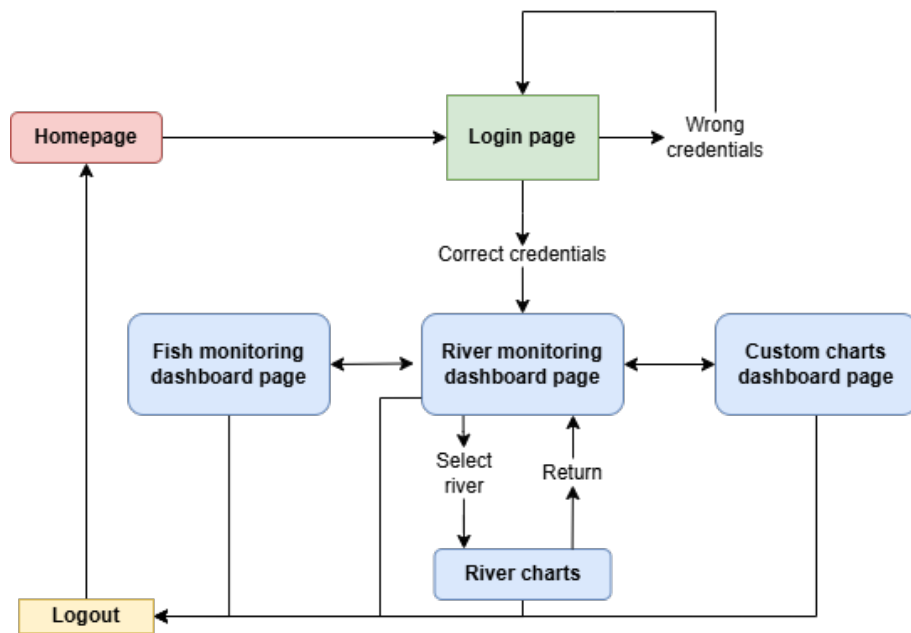 Homepage
Login page
Wrong
credentials
Correct credentials
Fish monitoring
dashboard page
River monitoring
dashboard page
Custom charts
dashboard page
Select
river
Return
River charts
Logout